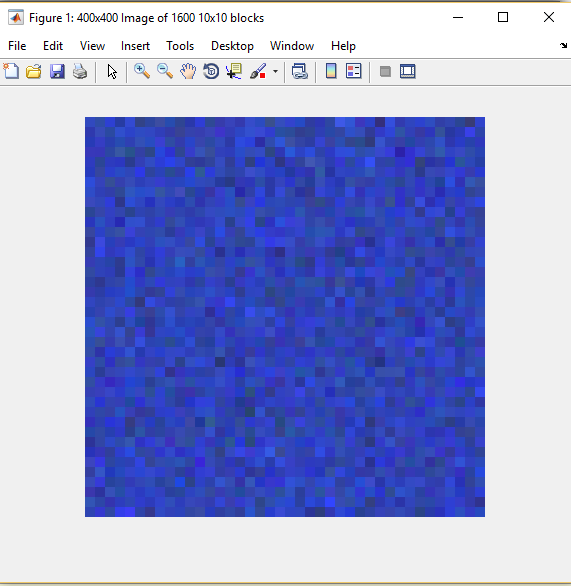 Figure 1: 400x400 Image of 1600 10x10 blocks
File Edit View Insert Tools Desktop Window Help